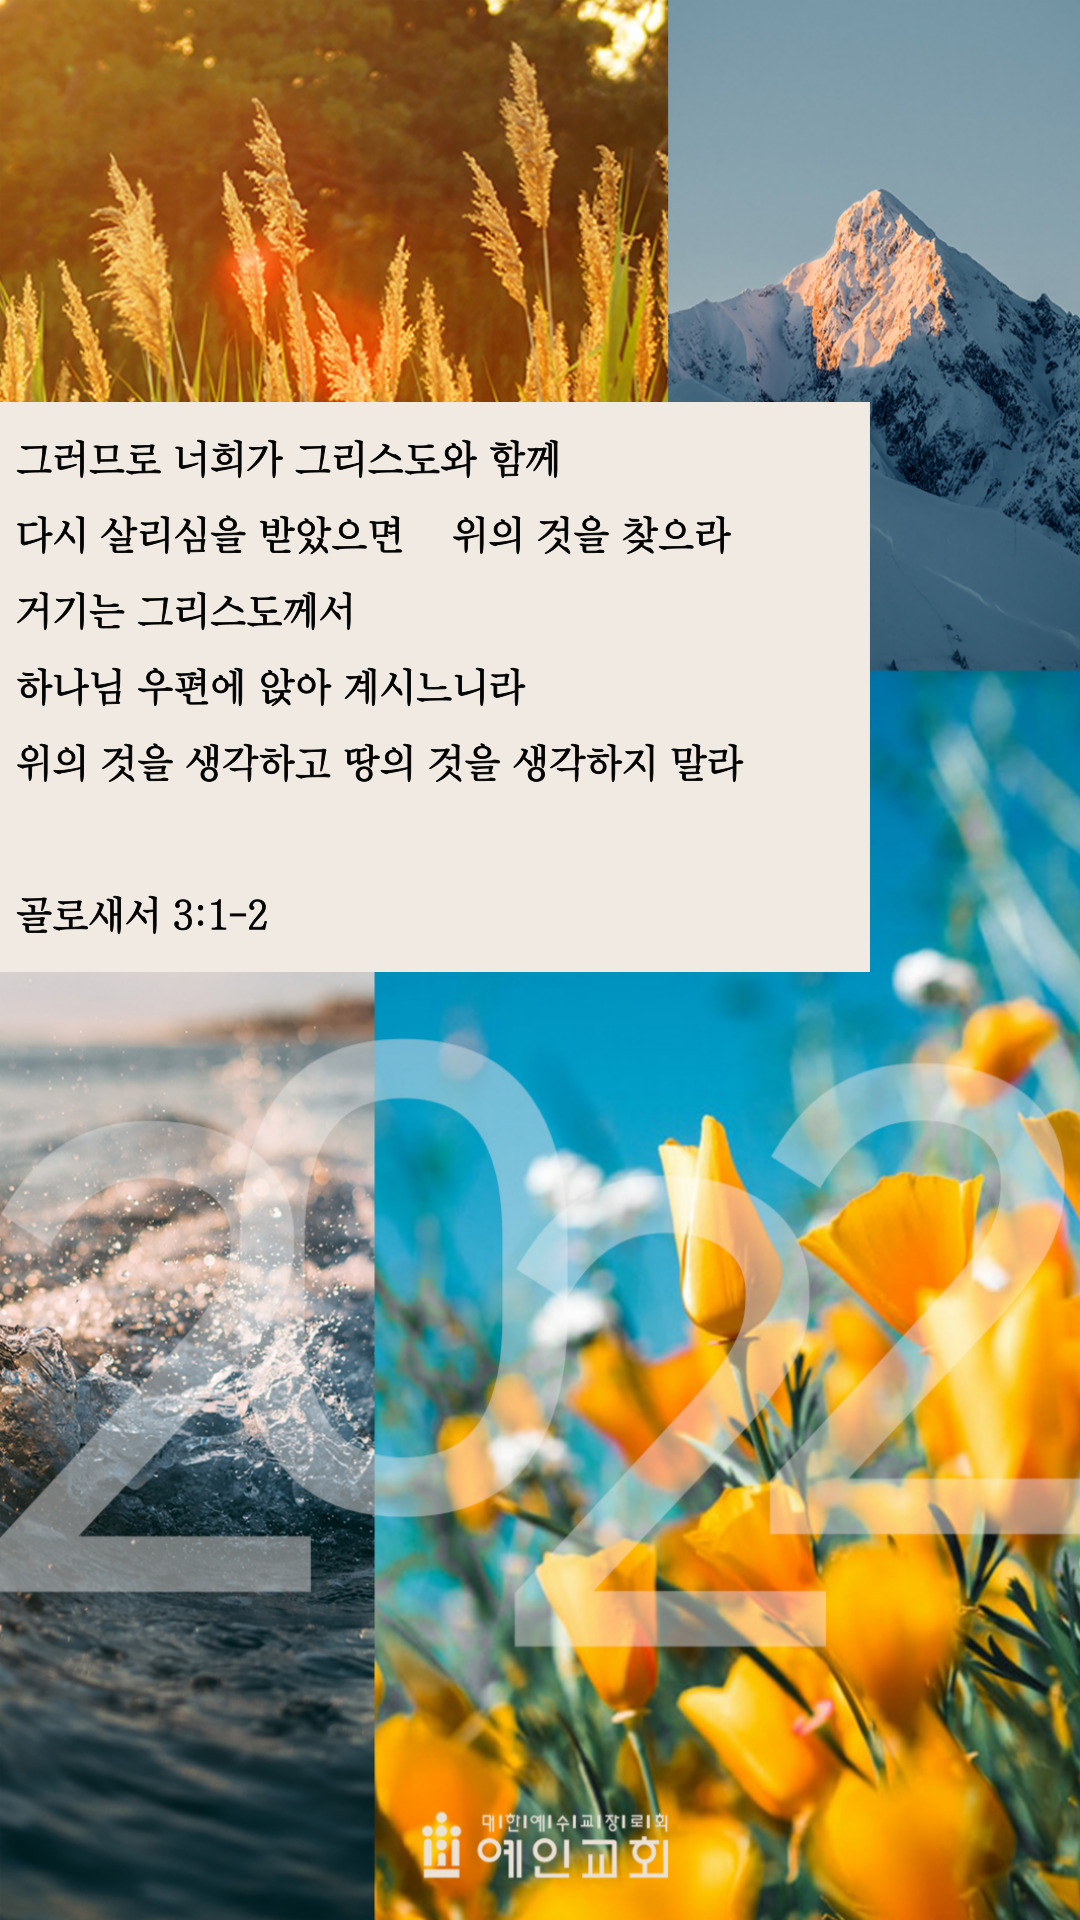 그러므로 너희가 그리스도와 함께
다시 살리심을 받았으면 위의 것을 찾으라
거기는 그리스도께서
하나님 우편에 앉아 계시느니라
위의 것을 생각하고 땅의 것을 생각하지 말라
골로새서 3:1-2
2022
대한예수교장로회
예인교회